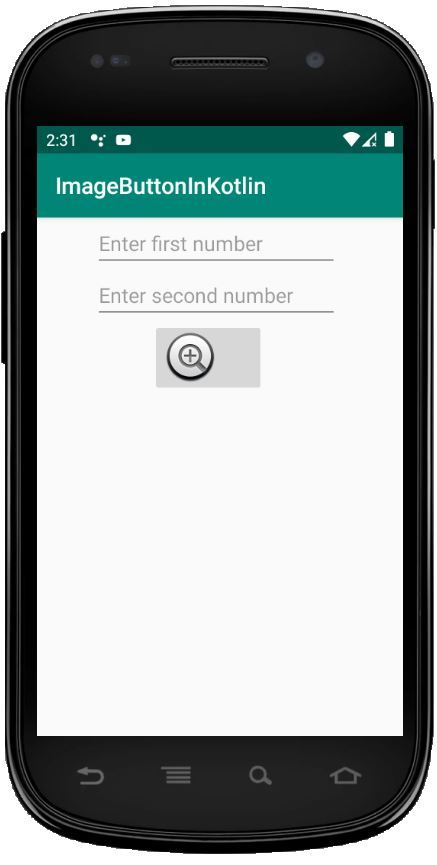 2:31
ImageButtonInKotlin
Enter first number
Enter second number